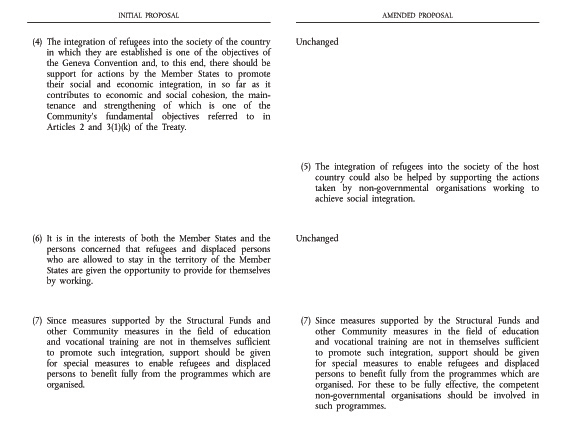 INITIAL PROPOSAL
AMENDED PROPOSAL
(4) The integration of refugees into the society of the country
in which they are established is one of the objectives of
the Geneva Convention and, to this end, there should be
support for actions by the Member States to promote
their social and economic integration, in so far as it
contributes to economic and social cohesion, the main-
tenance and strengthening of which is one of the
Community's fundamental objectives referred to in
Articles 2 and 3(1)(k) of the Treaty.
Unchanged
(5) The integration of refugees into the society of the host
country could also be helped by supporting the actions
taken by non-governmental organisations working to
achieve social integration.
(6) It is in the interests of both the Member States and the
persons concerned that refugees and displaced persons
who are allowed to stay in the territory of the Member
States are given the opportunity to provide for themselves
by working.
Unchanged
(7) Since measures supported by the Structural Funds and
other Community measures in the field of education
and vocational training are not in themselves sufficient
to promote such integration, support should be given
for special measures to enable refugees and displaced
persons to benefit fully from the programmes which are
organised.
(7) Since measures supported by the Structural Funds and
other Community measures in the field of education
and vocational training are not in themselves sufficient
to promote such integration, support should be given
for special measures to enable refugees and displaced
persons to benefit fully from the programmes which are
organised. For these to be fully effective, the competent
non-governmental organisations should be involved in
such programmes.